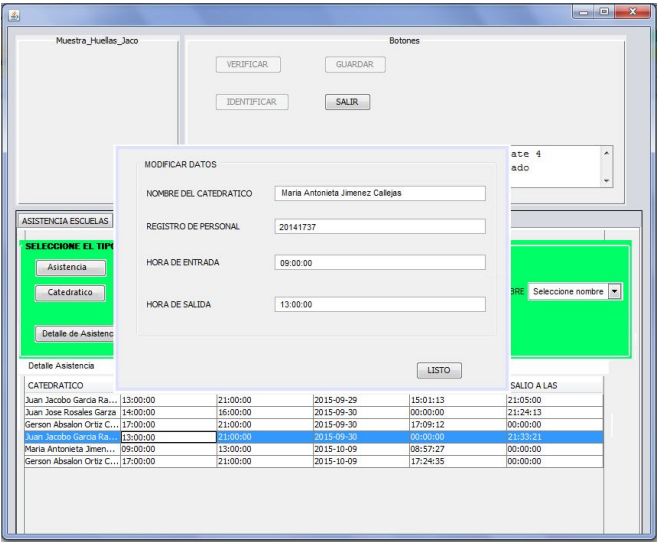 Muestra_Huellas_Jaco
Botones
VERIFICAR
GUARDAR
IDENTIFICAR
SALIR
ate 4
ado
MODIFICAR DATOS
NOMBRE DEL CATEDRATICO
Maria Antonieta Jimenez Callejas
REGISTRO DE PERSONAL
20141737
HORA DE ENTRADA
09:00:00
HORA DE SALIDA
13:00:00
LISTO
ASISTENCIA ESCUELAS
SELECCIONE EL TIPO
Asistencia
Catedratico
BRE
Seleccione nombre
Detalle de Asistenc
Detalle Asistencia
CATEDRATICO
SALIO A LAS
Juan Jacobo Garcia Ra... 13:00:00 21:00:00 2015-09-29 15:01:13 21:05:00
Juan Jose Rosales Garza 14:00:00 16:00:00 2015-09-30 00:00:00 21:24:13
Gerson Absalon Ortiz C... 17:00:00 21:00:00 2015-09-30 17:09:12 00:00:00
Juan Jacobo Garcia Ra... 13:00:00 21:00:00 2015-09-30 00:00:00 21:33:21
Maria Antonieta Jimen... 09:00:00 13:00:00 2015-10-09 08:57:27 00:00:00
Gerson Absalon Ortiz C... 17:00:00 21:00:00 2015-10-09 17:24:35 00:00:00